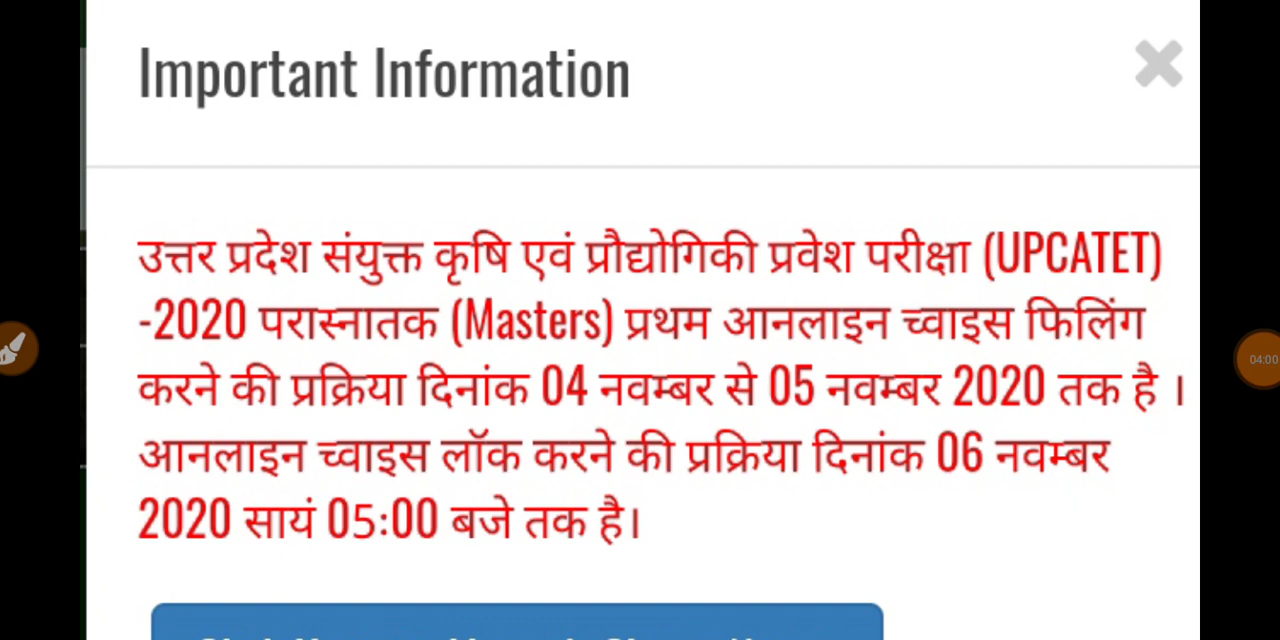 Important Information
उत्तर प्रदेश संयुक्त कृषि एवं प्रौद्योगिकी प्रवेश परीक्षा (UPCATET)
-2020 परास्नातक (Masters) प्रथम आनलाइन च्वाइस फिलिंग
करने की प्रक्रिया दिनांक 04 नवम्बर से 05 नवम्बर 2020 तक है ।
आनलाइन च्वाइस लॉक करने की प्रक्रिया दिनांक 06 नवम्बर
2020 सायं 05:00 बजे तक है।
04:00